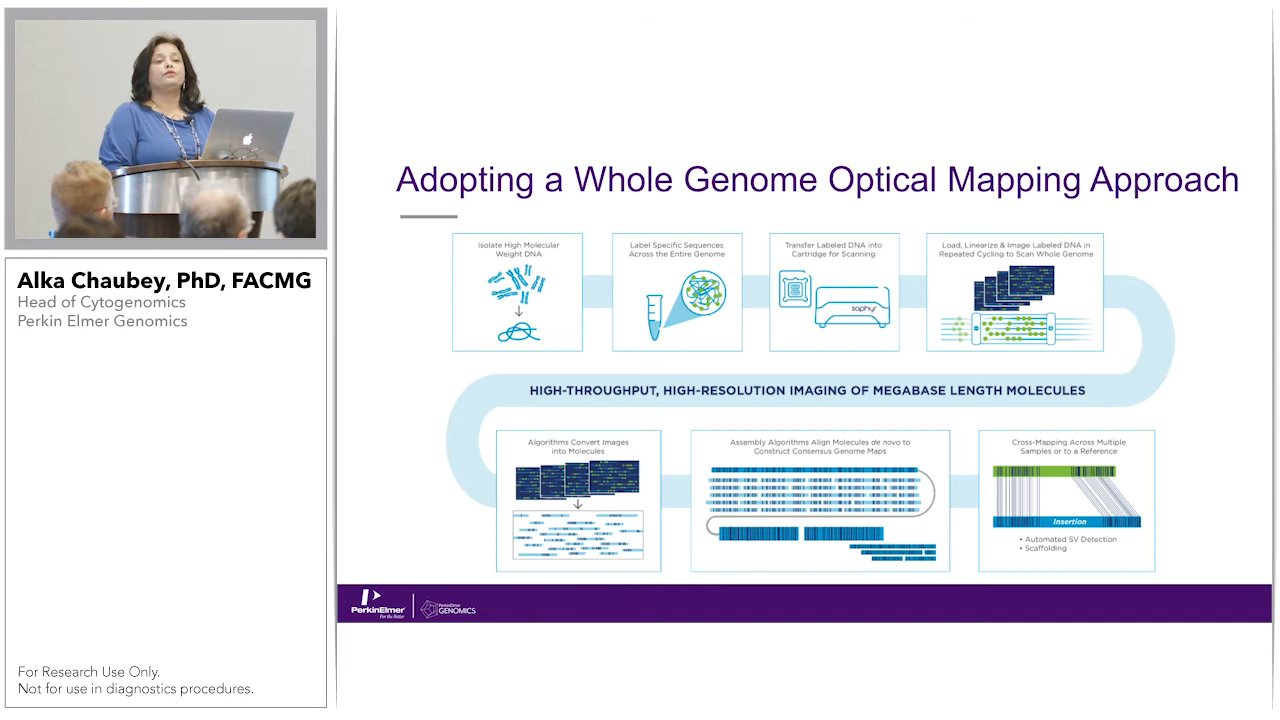 Alka Chaubey, PhD, FACMG
Head of Cytogenomics
Perkin Elmer Genomics
For Research Use Only.
Not for use in diagnostics procedures.
Adopting a Whole Genome Optical Mapping Approach
Isolate High Molecular
Weight DNA
Label Specific Sequences
Across the Entire Genome
Transfer Labeled DNA into
Cartridge for Scanning
saphyr
Load, Linearize & Image Labeled DNA in
Repeated Cycling to Scan Whole Genome
HIGH-THROUGHPUT, HIGH-RESOLUTION IMAGING OF MEGABASE LENGTH MOLECULES
Algorithms Convert Images
into Molecules
Assembly Algorithms Align Molecules de novo to
Construct Consensus Genome Maps
Cross-Mapping Across Multiple
Samples or to a Reference
Insertion
• Automated SV Detection
• Scaffolding
PerkinElmer
For the Better
PerkinElmer
GENOMICS